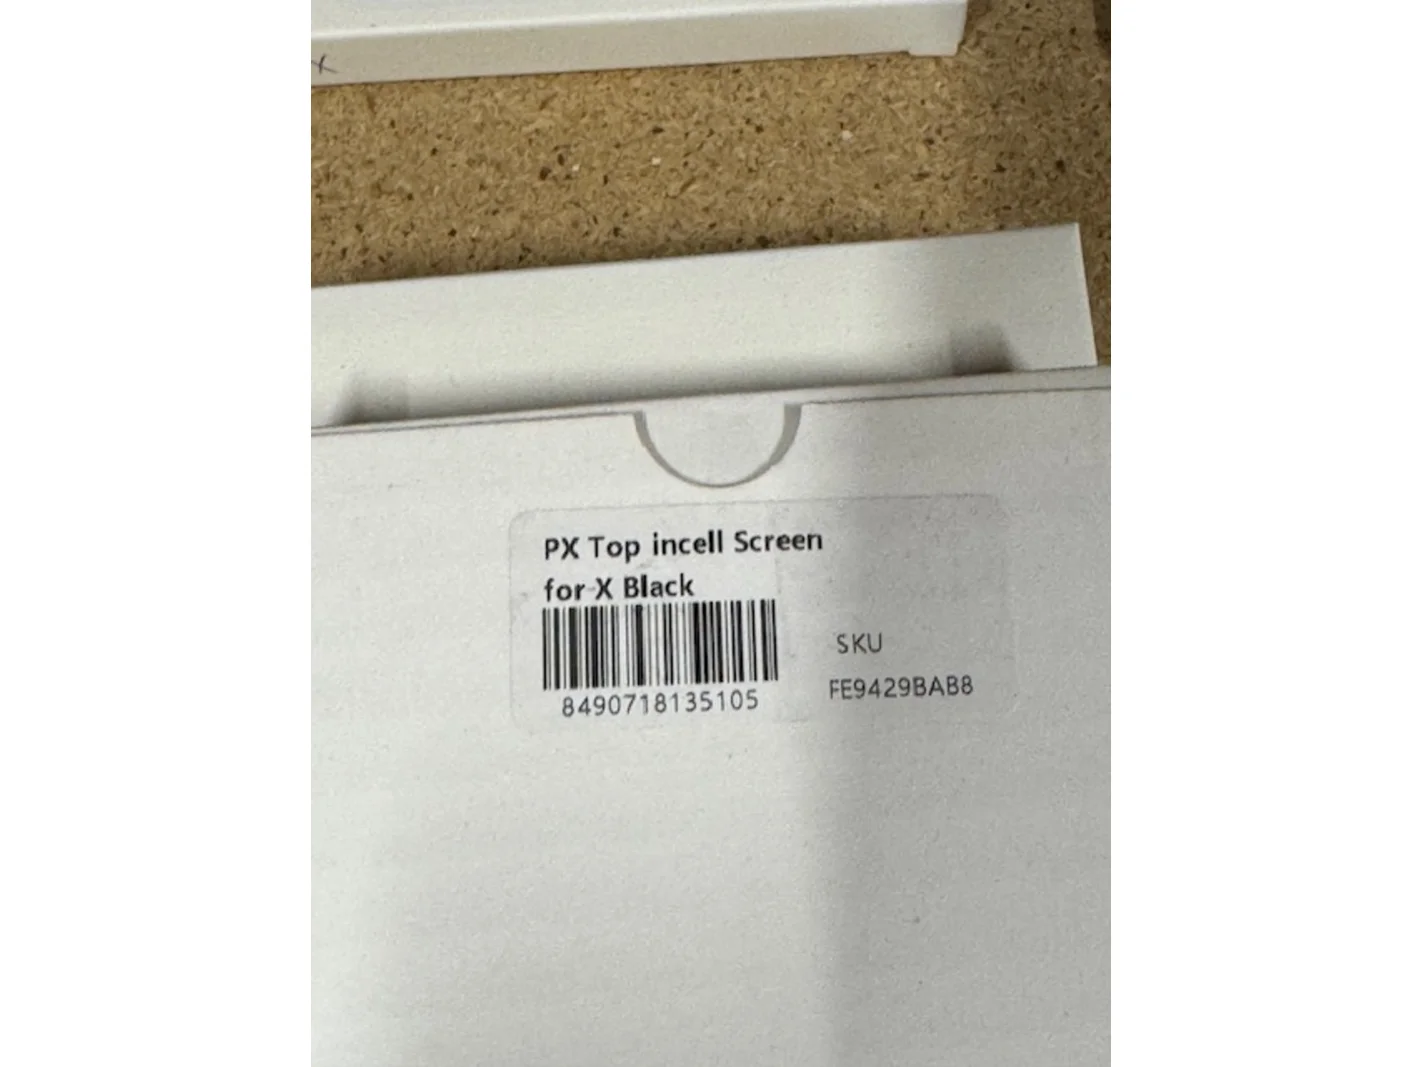 X
PX Top incell Screen
for X Black
8490718135105
SKU
FE9429BAB8